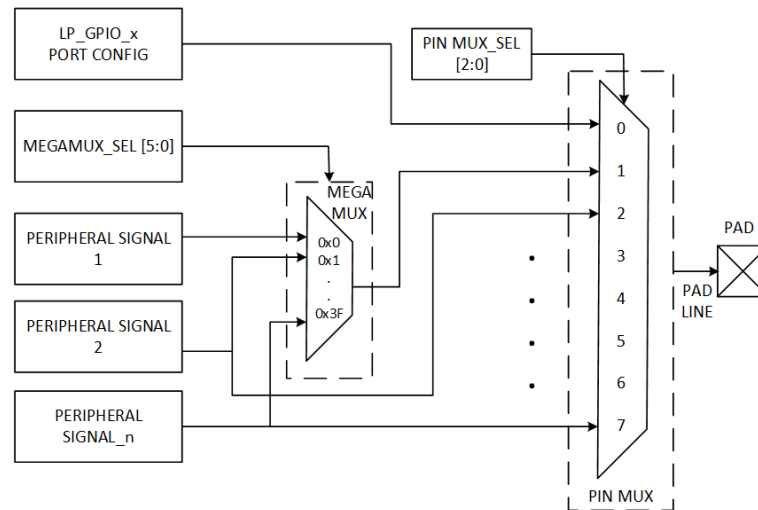 LP_GPIO_x
PORT CONFIG
PIN MUX_SEL
[2:0]
MEGAMUX_SEL [5:0]
MEGA
MUX
0x0
0x1
.
.
0x3F
PERIPHERAL SIGNAL
1
PERIPHERAL SIGNAL
2
PERIPHERAL
SIGNAL_n
0
1
2
3
4
5
6
7
PIN MUX
PAD
PAD
LINE